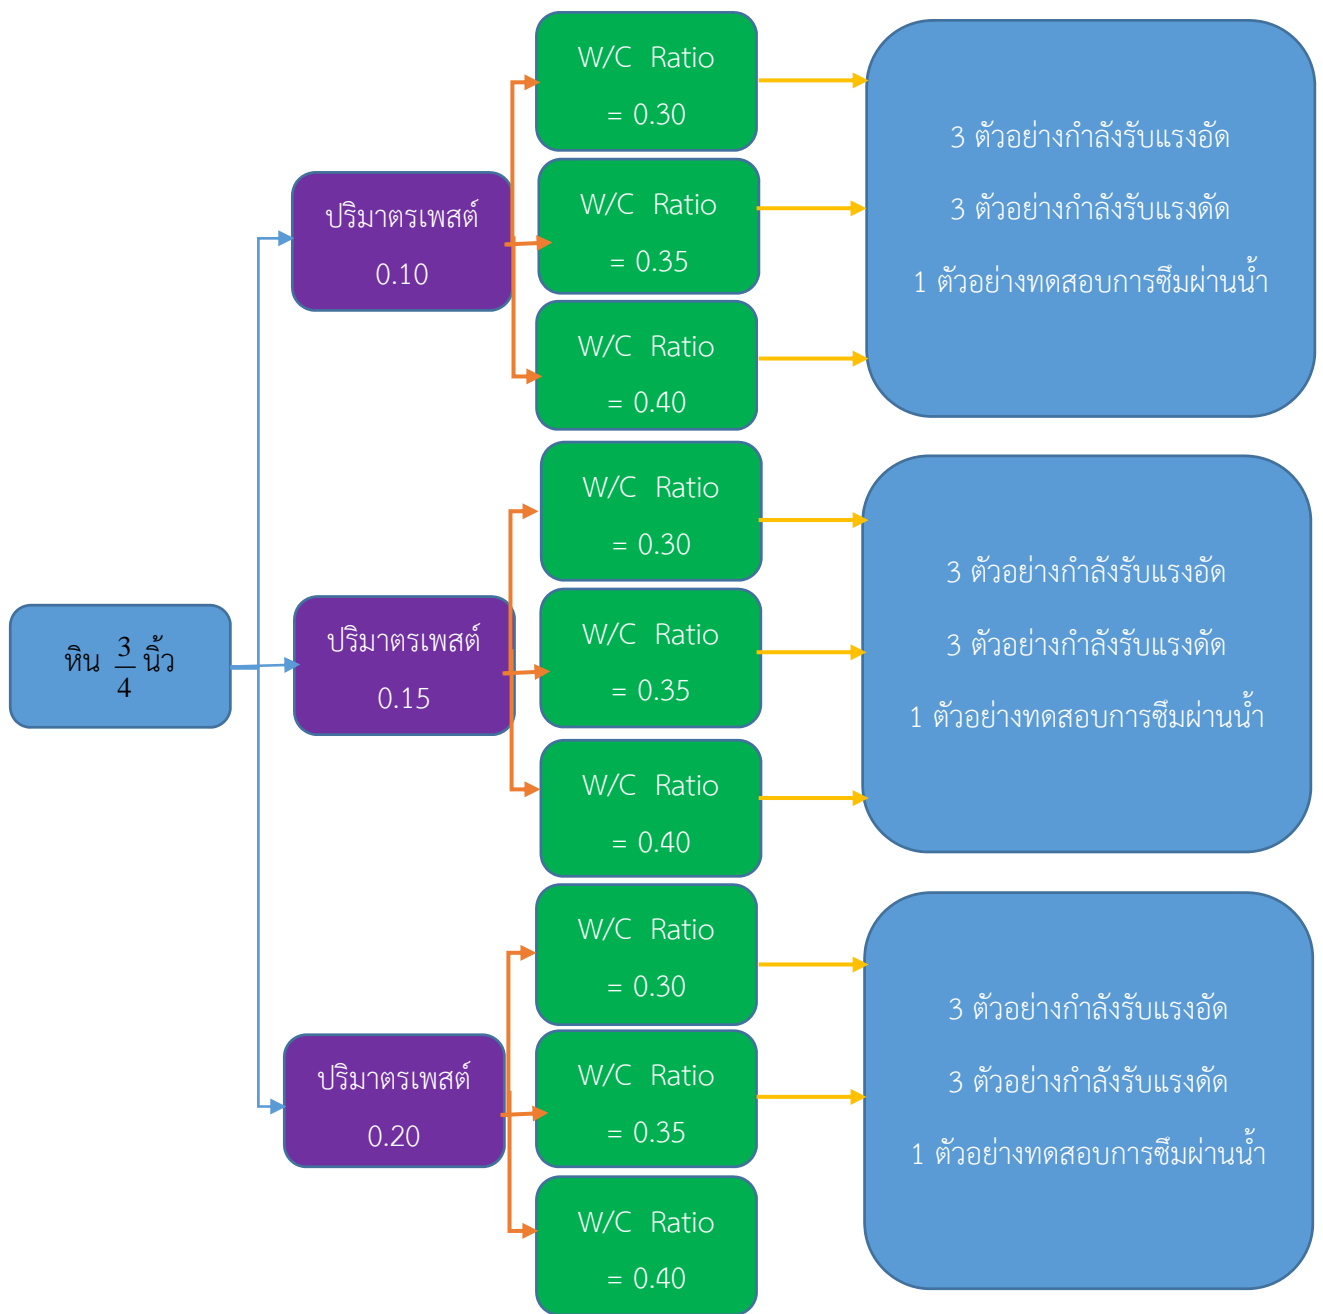 หิน 3/4 นิ้ว
ปริมาตรเพสต์
0.10
W/C Ratio
= 0.30
W/C Ratio
= 0.35
W/C Ratio
= 0.40
3 ตัวอย่างกำลังรับแรงอัด
3 ตัวอย่างกำลังรับแรงดัด
1 ตัวอย่างทดสอบการซึมผ่านน้ำ
ปริมาตรเพสต์
0.15
W/C Ratio
= 0.30
W/C Ratio
= 0.35
W/C Ratio
= 0.40
3 ตัวอย่างกำลังรับแรงอัด
3 ตัวอย่างกำลังรับแรงดัด
1 ตัวอย่างทดสอบการซึมผ่านน้ำ
ปริมาตรเพสต์
0.20
W/C Ratio
= 0.30
W/C Ratio
= 0.35
W/C Ratio
= 0.40
3 ตัวอย่างกำลังรับแรงอัด
3 ตัวอย่างกำลังรับแรงดัด
1 ตัวอย่างทดสอบการซึมผ่านน้ำ